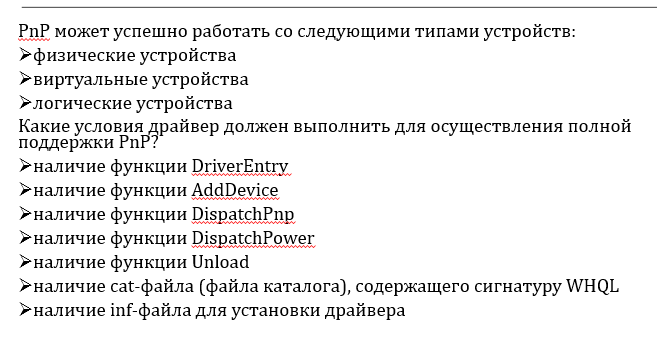 PnP может успешно работать со следующими типами устройств:
➢физические устройства
➢виртуальные устройства
➢логические устройства
Какие условия драйвер должен выполнить для осуществления полной
поддержки PnP?
➢наличие функции DriverEntry
➢наличие функции AddDevice
➢наличие функции DispatchPnp
➢наличие функции DispatchPower
➢наличие функции Unload
➢наличие cat-файла (файла каталога), содержащего сигнатуру WHQL
➢наличие inf-файла для установки драйвера